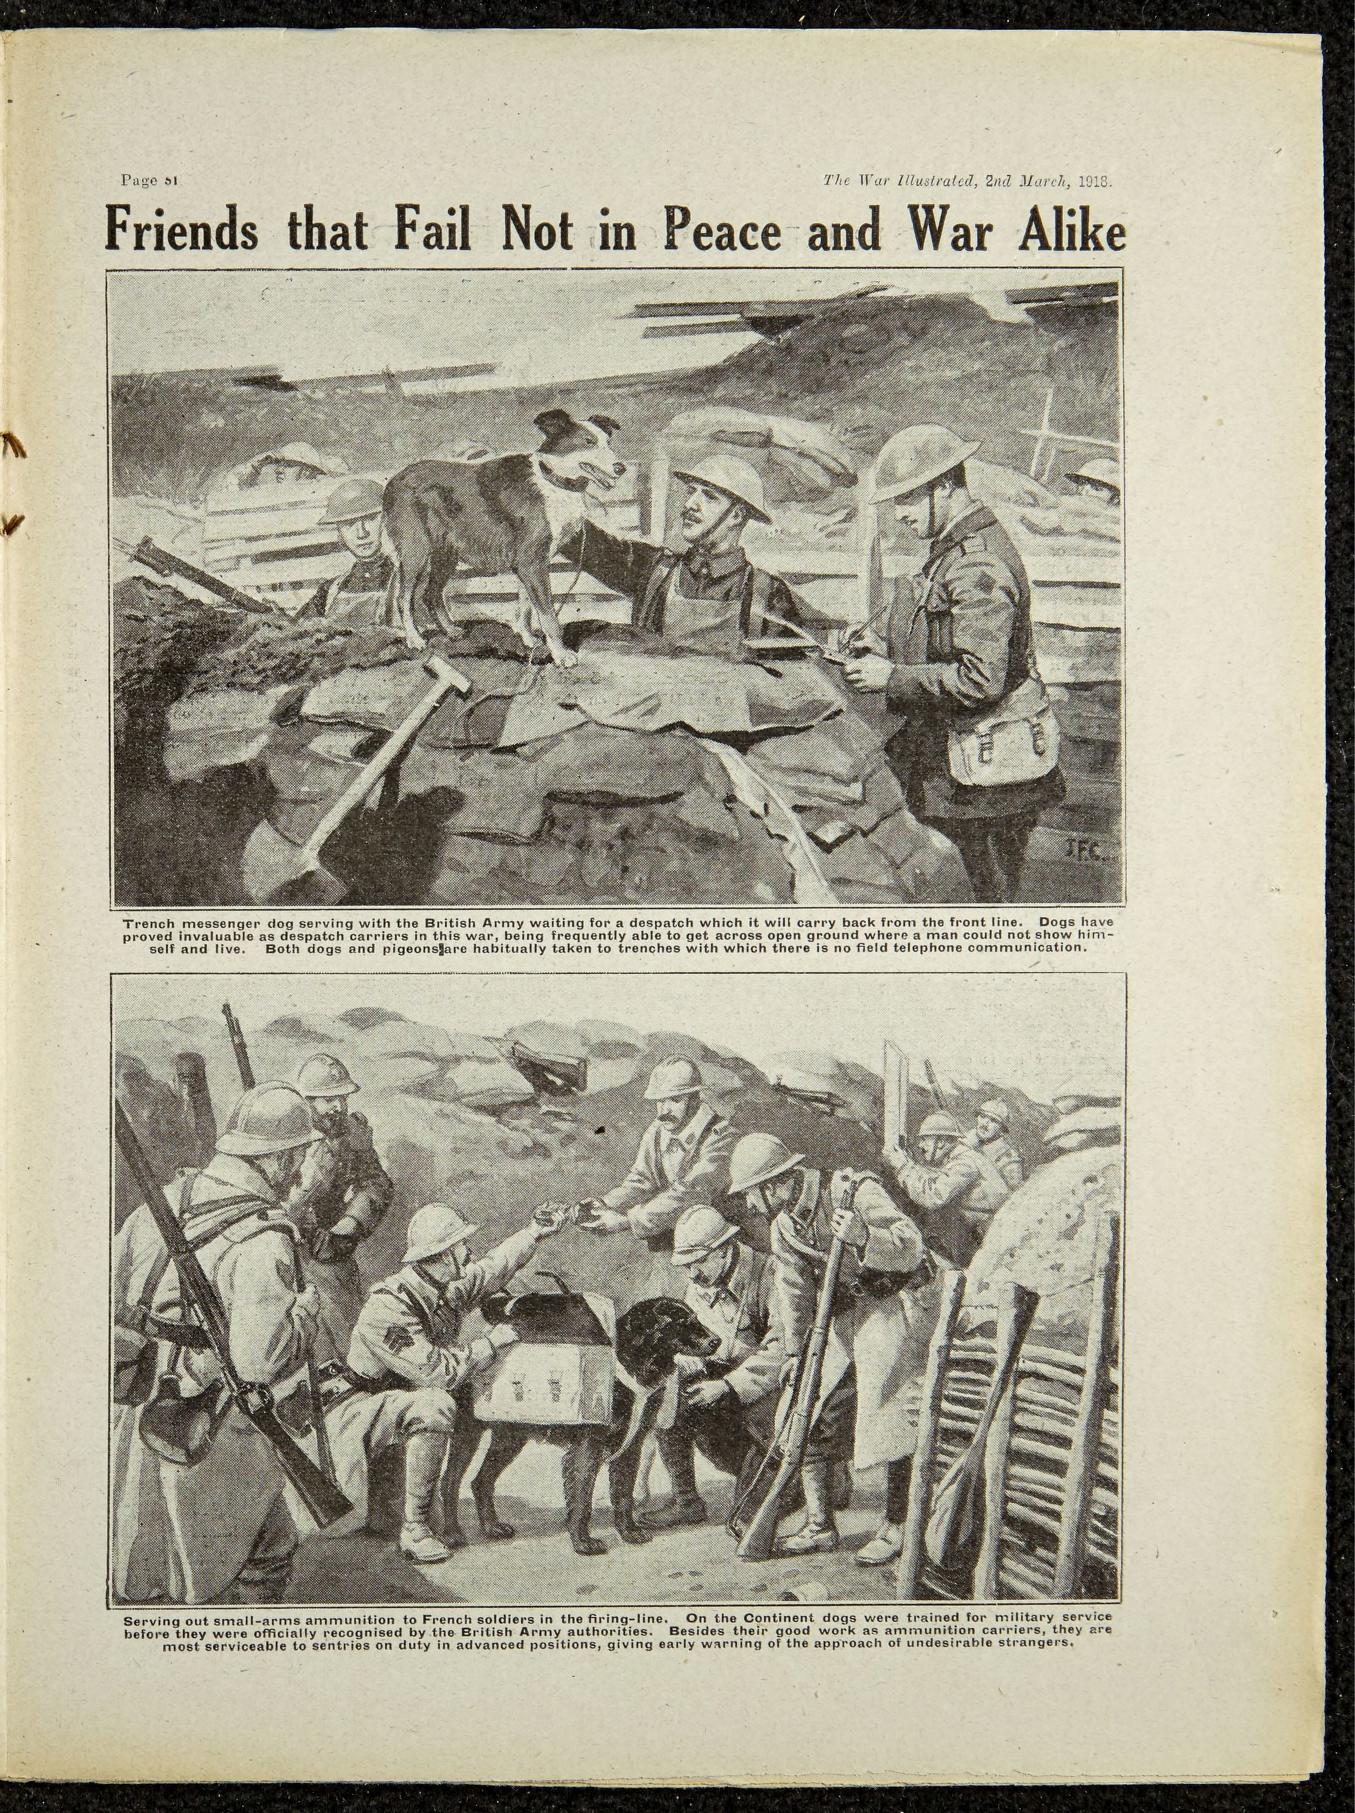 Page 51
The War Illustrated, 2nd March, 1918.
Friends that Fail Not in Peace and War Alike
J.F.C.
Trench messenger dog serving with the British Army waiting for a despatch which it will carry back from the front line. Dogs have
proved invaluable as despatch carriers in this war, being frequently able to get across open ground where a man could not show him-
self and live. Both dogs and pigeons are habitually taken to trenches with which there is no field telephone communication.
Serving out small-arms ammunition to French soldiers in the firing-line. On the Continent dogs were trained for military service
before they were officially recognised by the British Army authorities. Besides their good work as ammunition carriers, they are
most serviceable to sentries on duty in advanced positions, giving early warning of the approach of undesirable strangers.